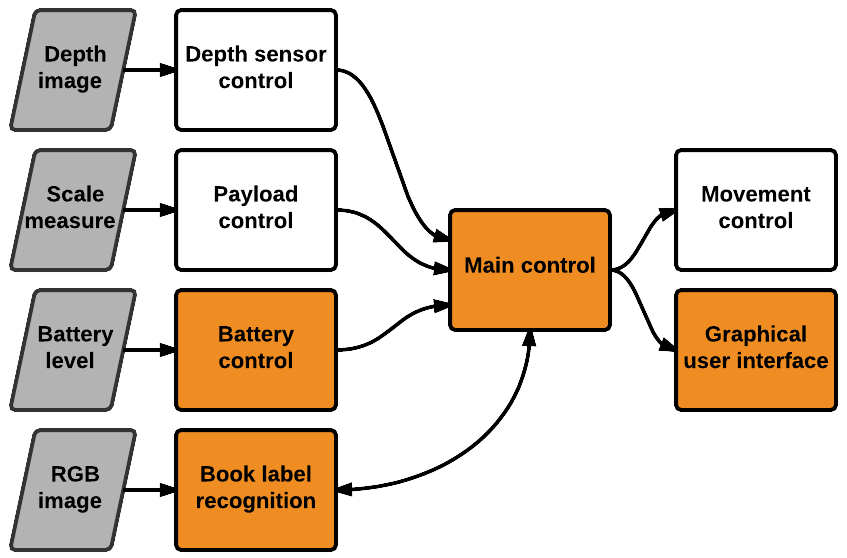 Depth
image
Depth sensor
control
Scale
measure
Payload
control
Battery
level
Battery
control
RGB
image
Book label
recognition
Main control
Movement
control
Graphical
user interface